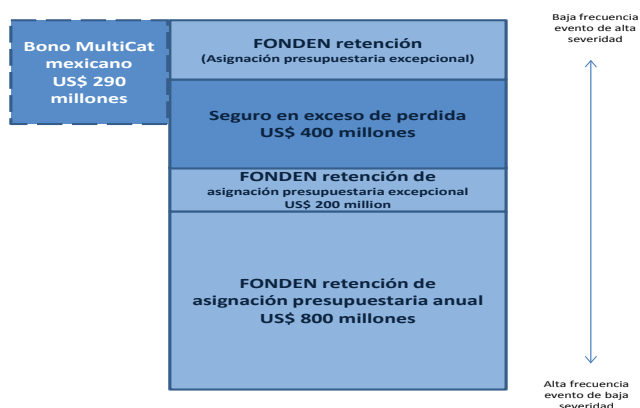 Bono MultiCat
mexicano
US$ 290
millones
FONDEN retención
(Asignación presupuestaria excepcional)
Seguro en exceso de perdida
US$ 400 millones
FONDEN retención de
asignación presupuestaria excepcional
US$ 200 million
FONDEN retención de
asignación presupuestaria anual
US$ 800 millones
Baja frecuencia
evento de alta
severidad
Alta frecuencia
evento de baja
severidad